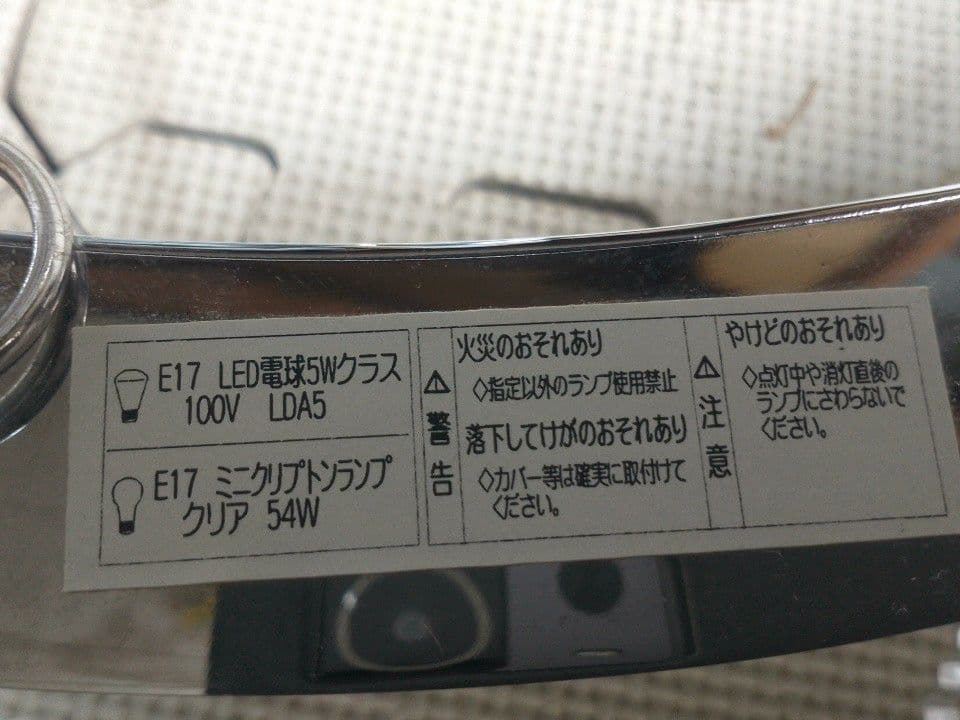 E17 LED電球5Wクラス
100V LDA5
E17 ミニクリプトンランプ
クリア 54W
⚠警告
火災のおそれあり
◇指定以外のランプ使用禁止
落下してけがのおそれあり
◇カバー等は確実に取付けて
ください。
⚠注意
やけどのおそれあり
◇点灯中や消灯直後の
ランプにさわらないで
ください。